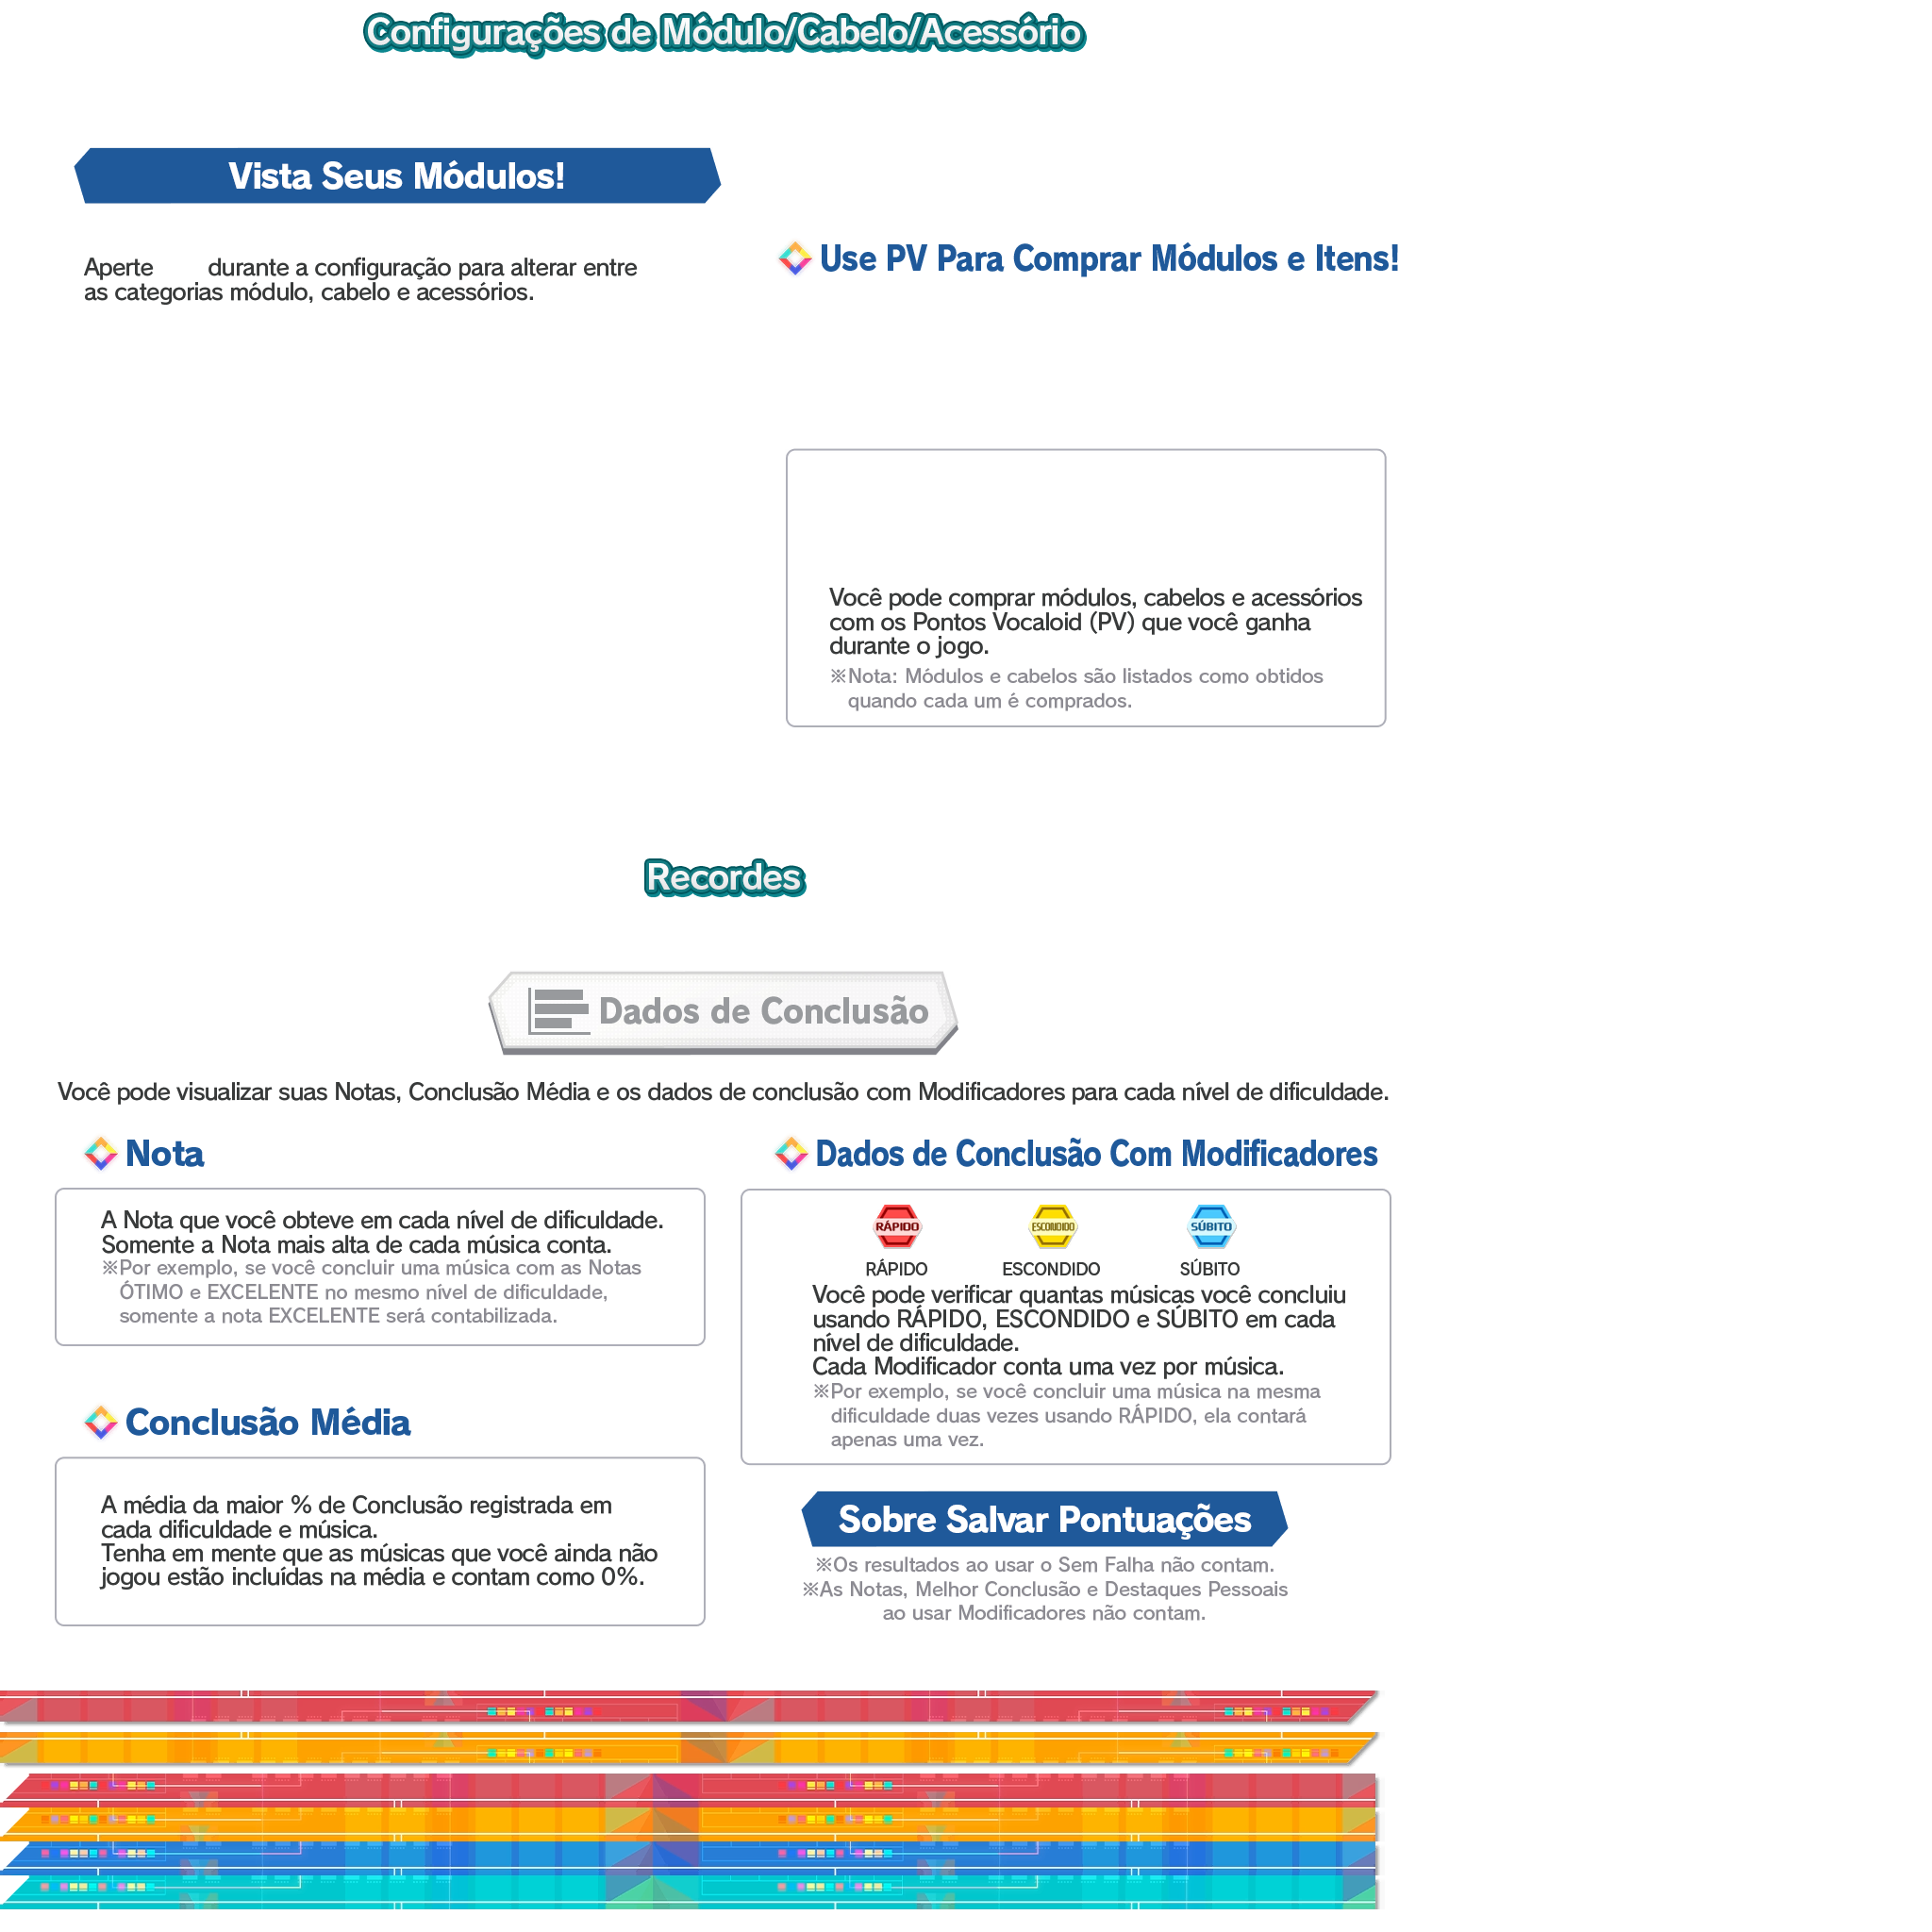 Configurações de Módulo/Cabelo/Acessório
Vista Seus Módulos!
Aperte durante a configuração para alterar entre
as categorias módulo, cabelo e acessórios.
Use PV Para Comprar Módulos e Itens!
Você pode comprar módulos, cabelos e acessórios
com os Pontos Vocaloid (PV) que você ganha
durante o jogo.
※Nota: Módulos e cabelos são listados como obtidos
quando cada um é comprados.
Recordes
Dados de Conclusão
Você pode visualizar suas Notas, Conclusão Média e os dados de conclusão com Modificadores para cada nível de dificuldade.
Nota
A Nota que você obteve em cada nível de dificuldade.
Somente a Nota mais alta de cada música conta.
※Por exemplo, se você concluir uma música com as Notas
ÓTIMO e EXCELENTE no mesmo nível de dificuldade,
somente a nota EXCELENTE será contabilizada.
Conclusão Média
A média da maior % de Conclusão registrada em
cada dificuldade e música.
Tenha em mente que as músicas que você ainda não
jogou estão incluídas na média e contam como 0%.
Dados de Conclusão Com Modificadores
RÁPIDO ESCONDIDO SÚBITO
RÁPIDO ESCONDIDO SÚBITO
Você pode verificar quantas músicas você concluiu
usando RÁPIDO, ESCONDIDO e SÚBITO em cada
nível de dificuldade.
Cada Modificador conta uma vez por música.
※Por exemplo, se você concluir uma música na mesma
dificuldade duas vezes usando RÁPIDO, ela contará
apenas uma vez.
Sobre Salvar Pontuações
※Os resultados ao usar o Sem Falha não contam.
※As Notas, Melhor Conclusão e Destaques Pessoais
ao usar Modificadores não contam.